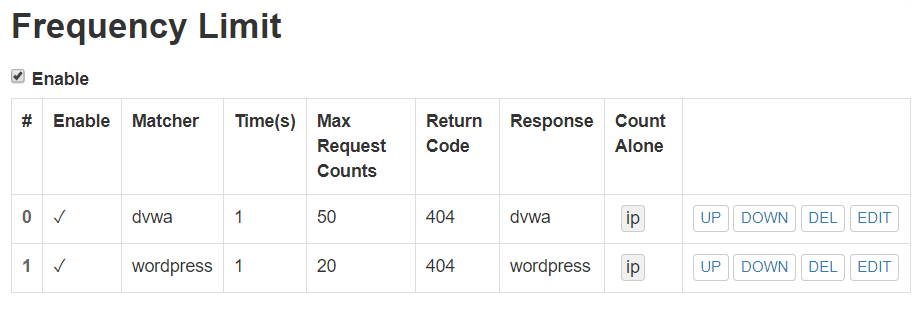 Frequency Limit
Enable
# Enable Matcher Time(s) Max Request Counts Return Code Response Count Alone
0 ✓ dvwa 1 50 404 dvwa ip UP DOWN DEL EDIT
1 ✓ wordpress 1 20 404 wordpress ip UP DOWN DEL EDIT